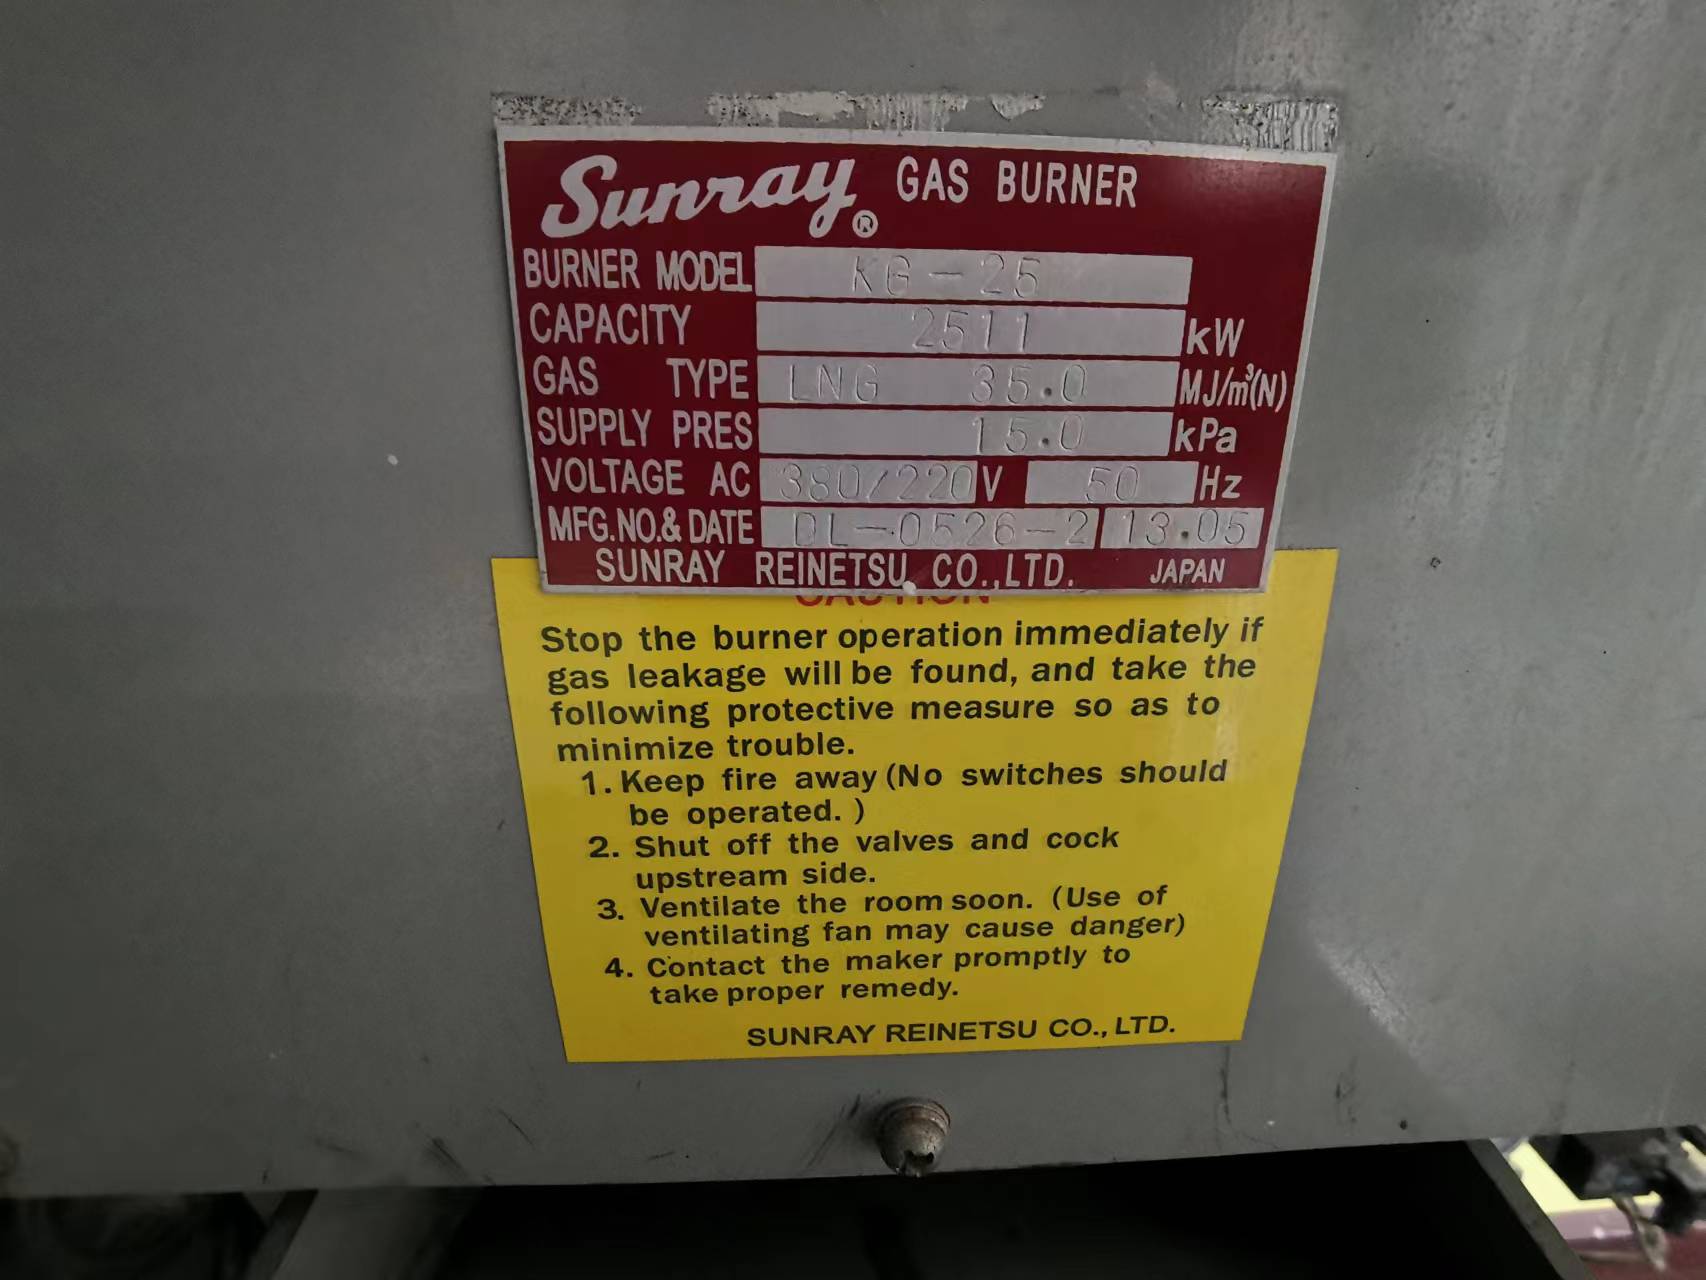 Sunray® GAS BURNER
BURNER MODEL KG-25
CAPACITY 2511 kW
GAS TYPE LNG 35.0 MJ/m³(N)
SUPPLY PRES 15.0 kPa
VOLTAGE AC 380/220 V 50 Hz
MFG.NO.& DATE DL-0526-2 13.05
SUNRAY REINETSU CO.,LTD. JAPAN
CAUTION
Stop the burner operation immediately if
gas leakage will be found, and take the
following protective measure so as to
minimize trouble.
1. Keep fire away (No switches should
be operated. )
2. Shut off the valves and cock
upstream side.
3. Ventilate the room soon. (Use of
ventilating fan may cause danger)
4. Contact the maker promptly to
take proper remedy.
SUNRAY REINETSU CO., LTD.